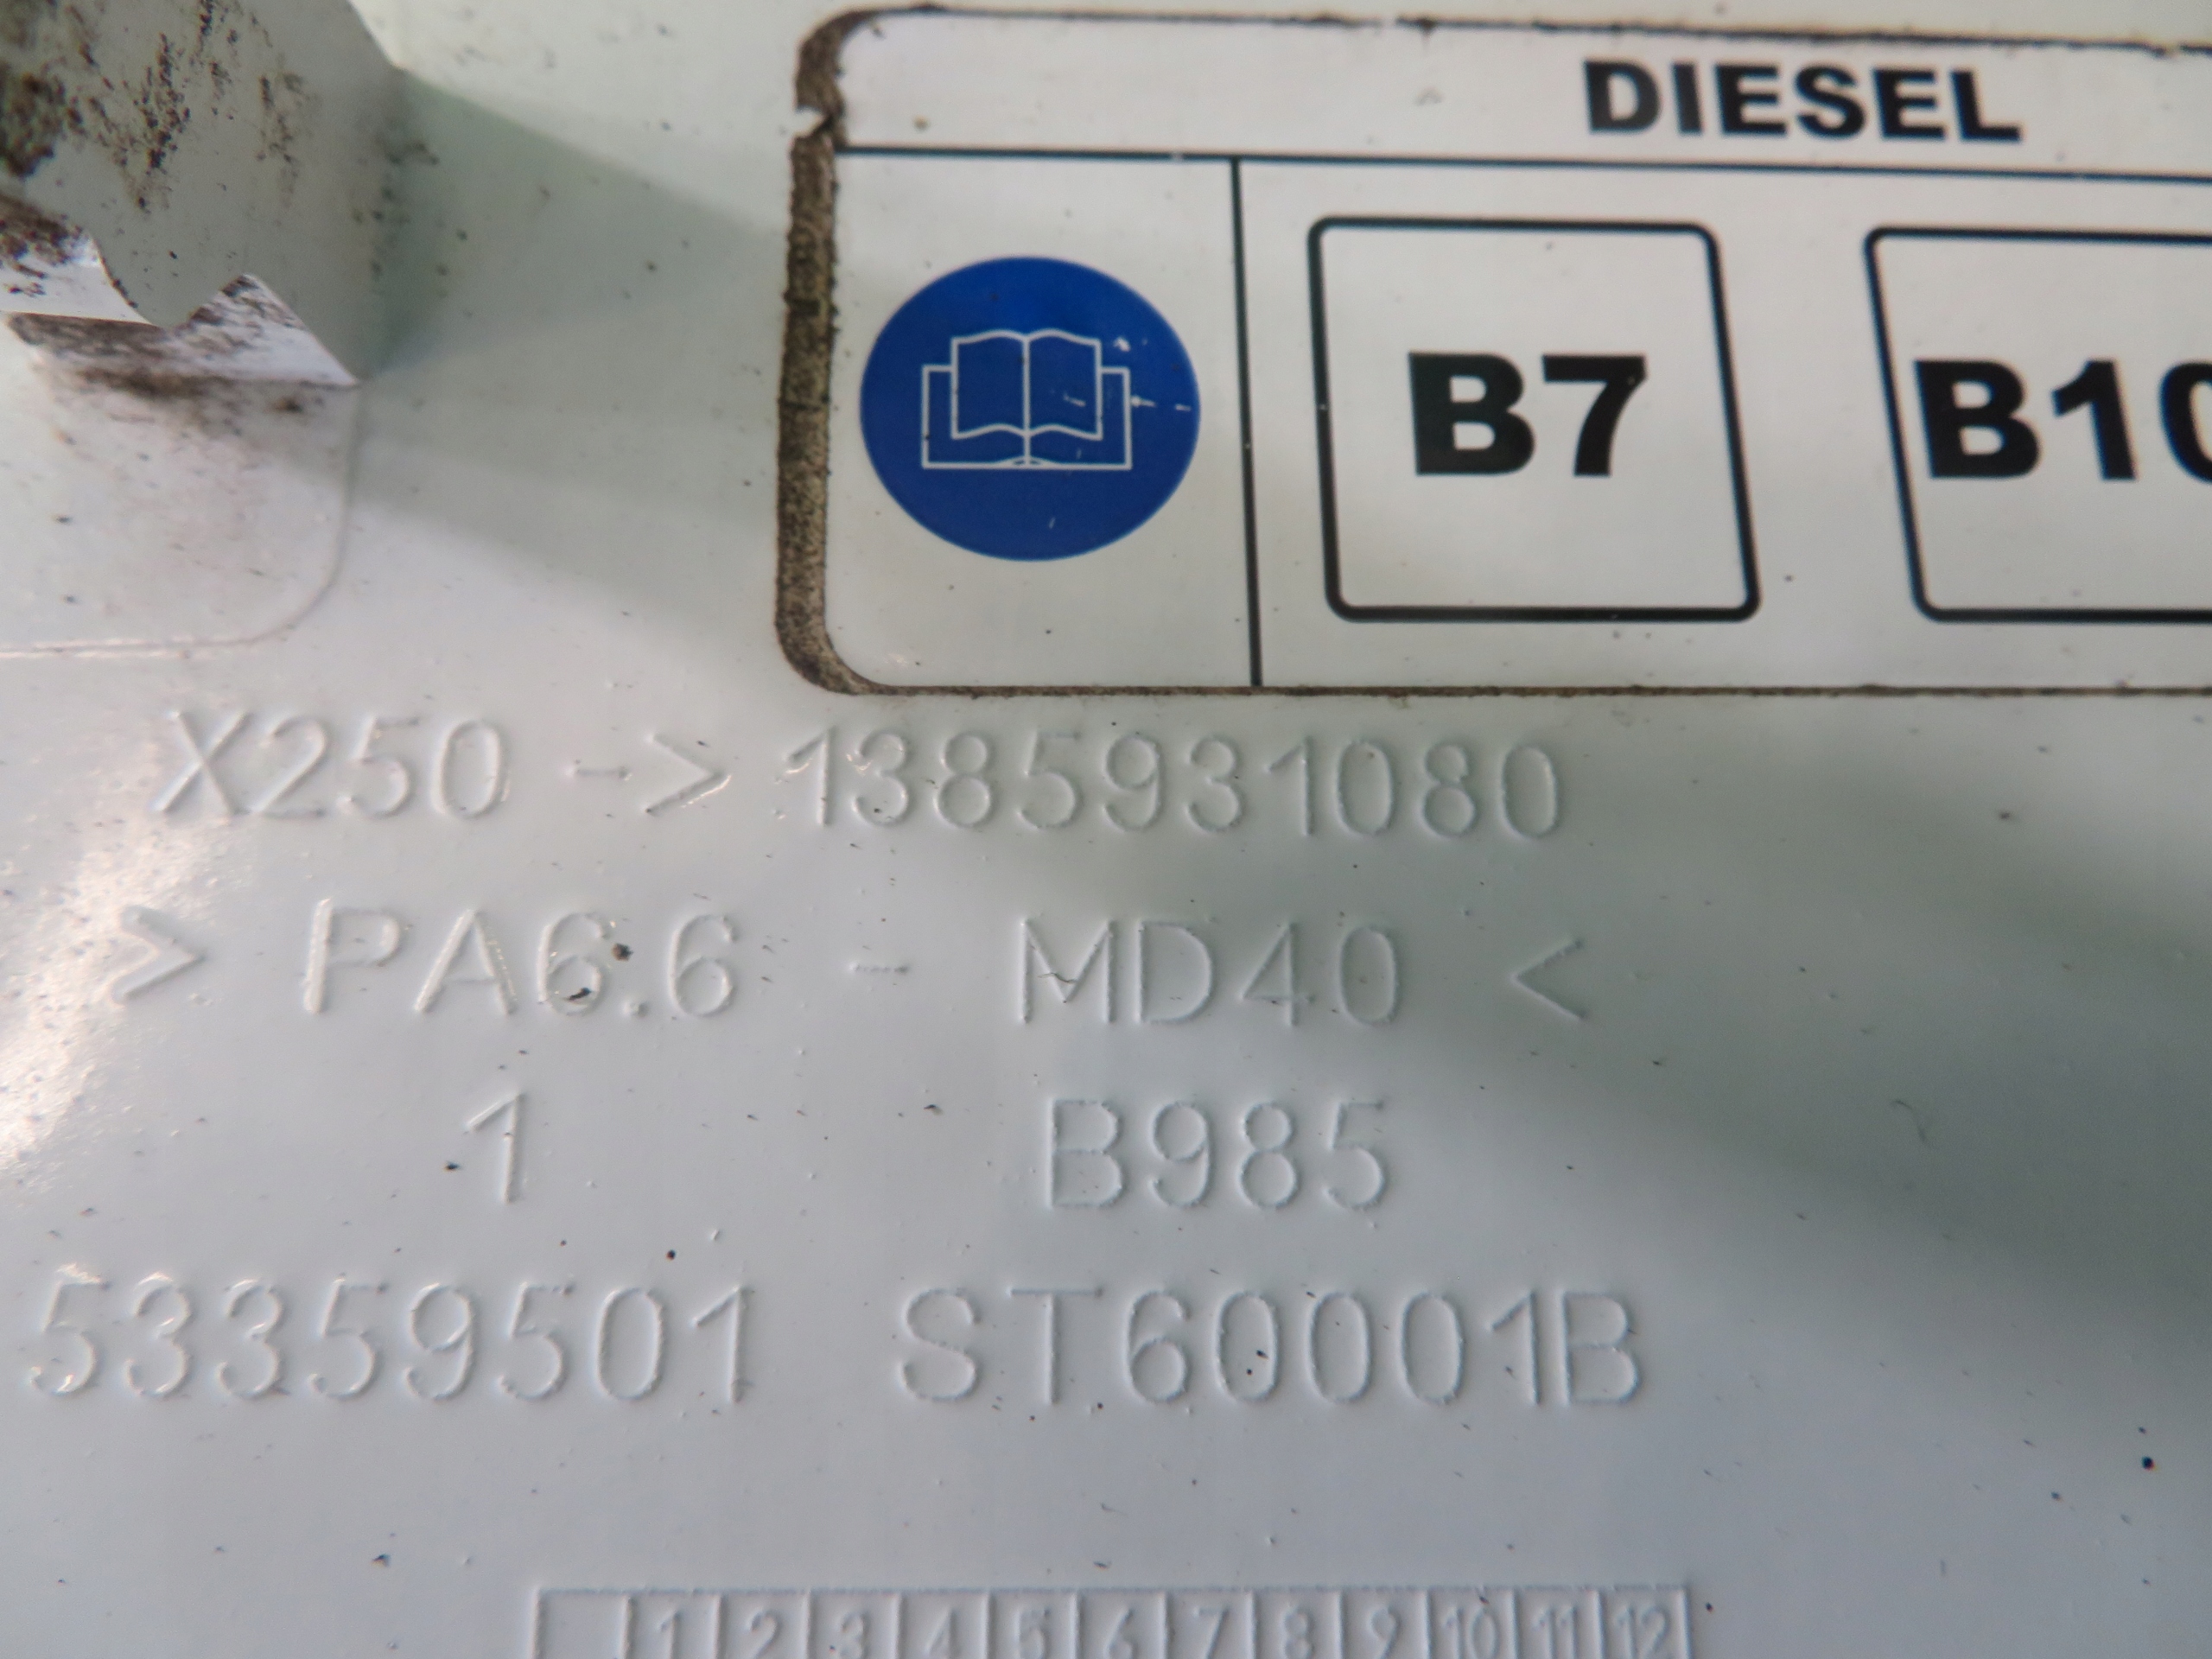 DIESEL
B7 B10
X250 -> 1385931080
> PA6.6 - MD40 <
1 B985
53359501 ST60001B
1 2 3 4 5 6 7 8 9 10 11 12